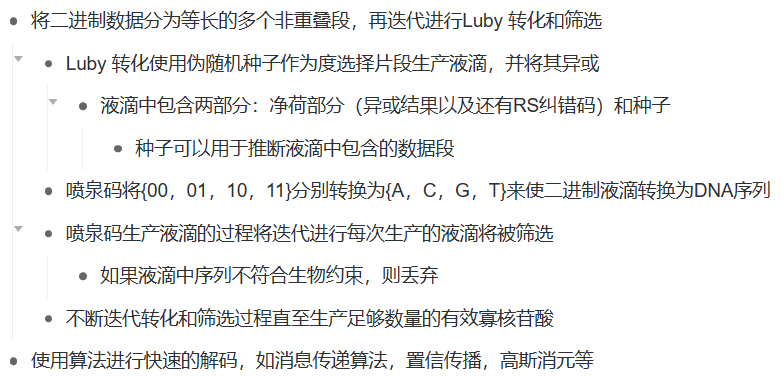 将二进制数据分为等长的多个非重叠段，再迭代进行Luby 转化和筛选
Luby 转化使用伪随机种子作为度选择片段生产液滴，并将其异或
液滴中包含两部分：净荷部分（异或结果以及还有RS纠错码）和种子
种子可以用于推断液滴中包含的数据段
喷泉码将{00，01，10，11}分别转换为{A，C，G，T}来使二进制液滴转换为DNA序列
喷泉码生产液滴的过程将迭代进行每次生产的液滴将被筛选
如果液滴中序列不符合生物约束，则丢弃
不断迭代转化和筛选过程直至生产足够数量的有效寡核苷酸
使用算法进行快速的解码，如消息传递算法，置信传播，高斯消元等